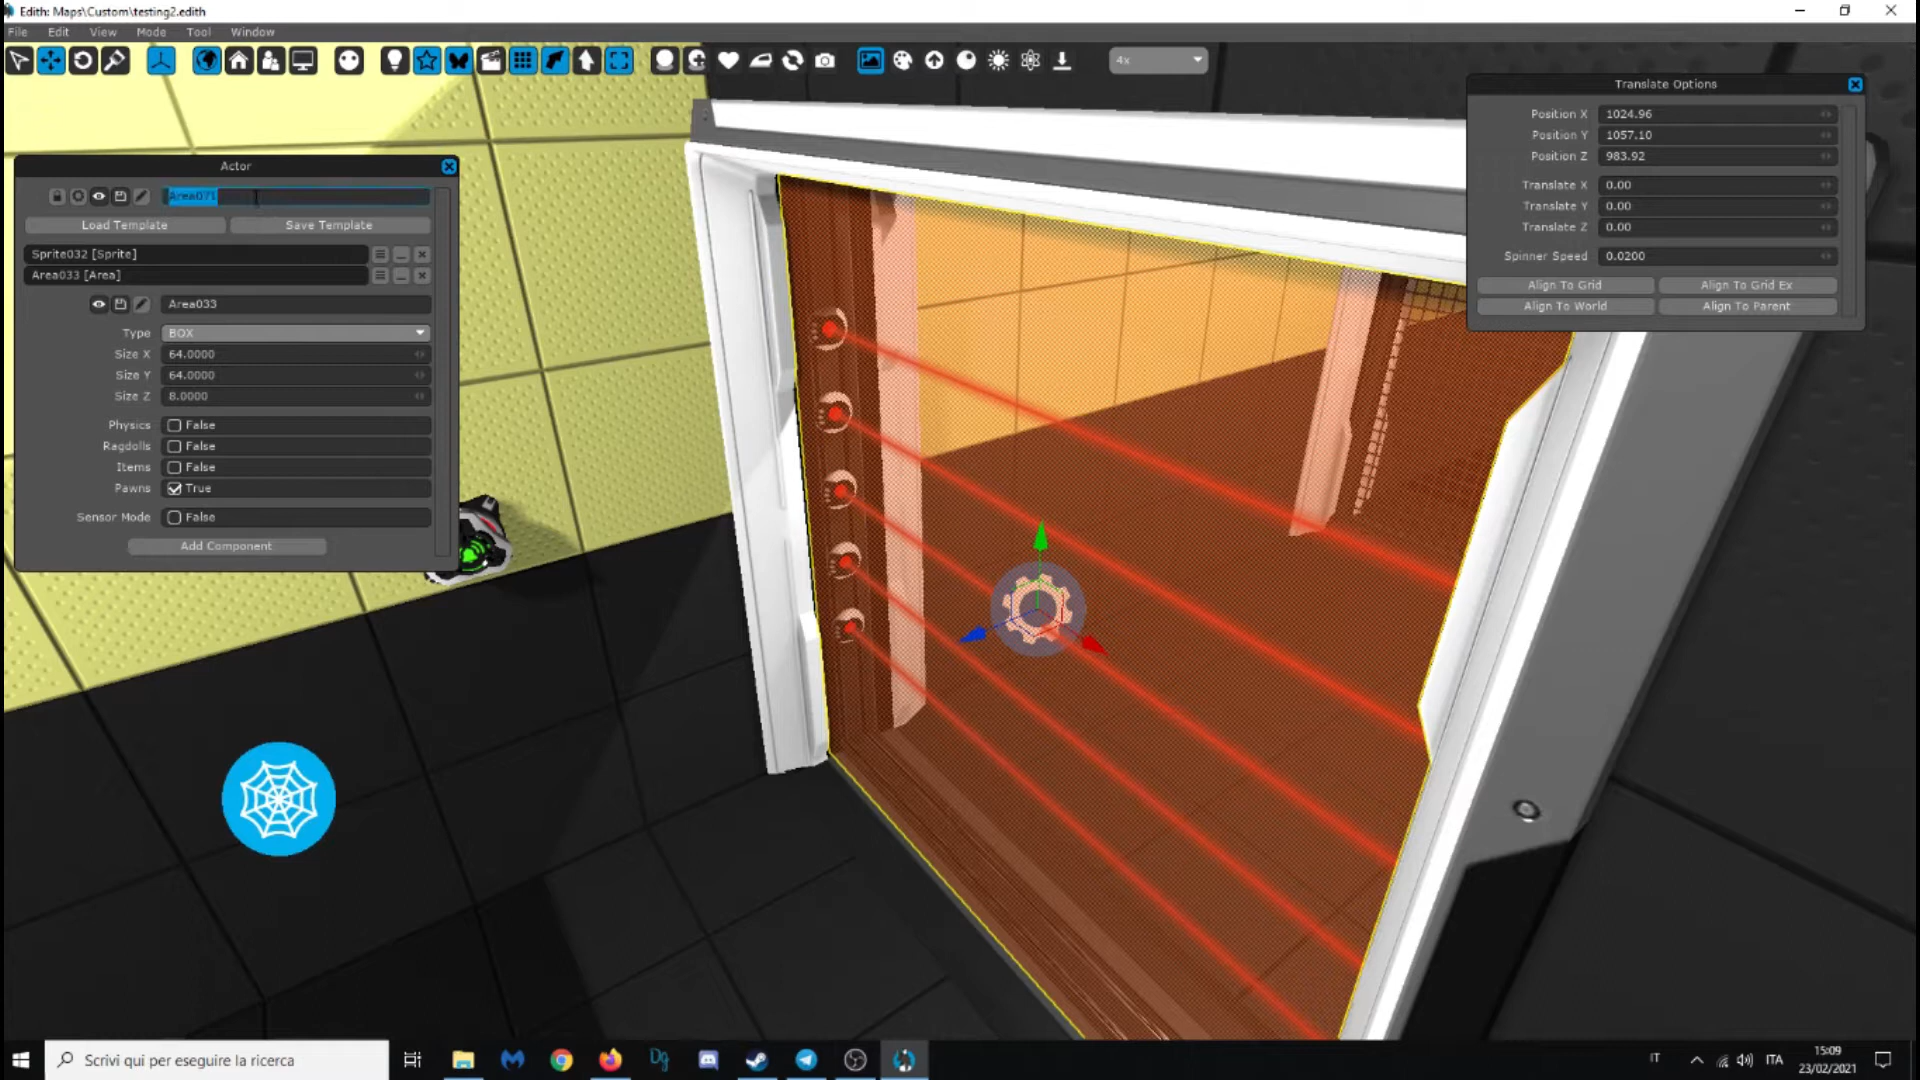 Edith: Maps\Custom\testing2.edith
File Edit View Mode Tool Window
4x
Translate Options
Position X 1024.96
Position Y 1057.10
Position Z 983.92
Translate X 0.00
Translate Y 0.00
Translate Z 0.00
Spinner Speed 0.0200
Align To Grid Align To Grid Ex
Align To World Align To Parent
Actor
Area071
Load Template Save Template
Sprite032 [Sprite]
Area033 [Area]
Area033
Type BOX
Size X 64.0000
Size Y 64.0000
Size Z 8.0000
Physics False
Ragdolls False
Items False
Pawns True
Sensor Mode False
Add Component
Scrivi qui per eseguire la ricerca
Dg
IT
ITA
15:09
23/02/2021